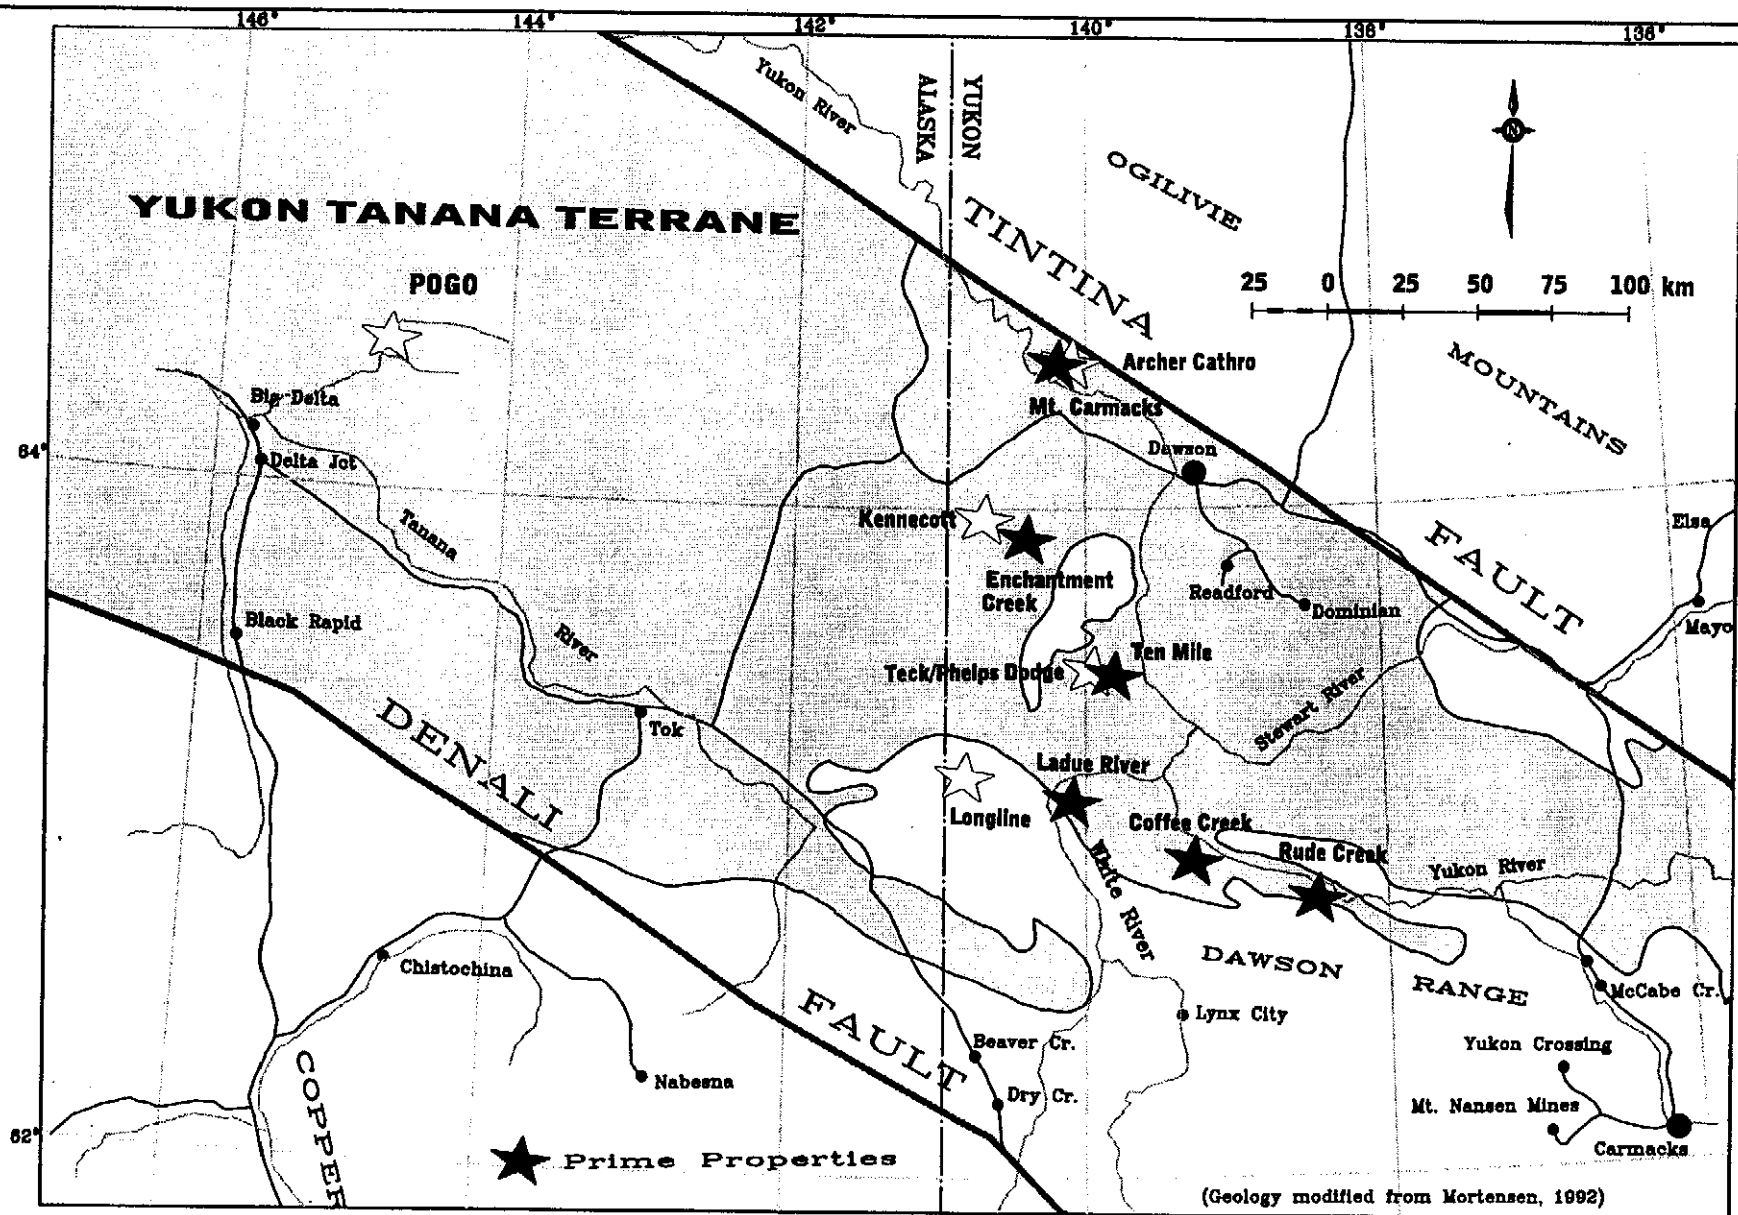 146°
144°
142°
140°
138°
136°
Yukon River
ALASKA
YUKON
N
OGILIVIE
YUKON TANANA TERRANE
TINTINA
POGO
25 0 25 50 75 100 km
Archer Cathro
MOUNTAINS
Big Delta
Mt. Carmacks
64°
Delta Jct
Dawson
Kennecott
Tanana
Elsa
FAULT
Enchantment
Creek
Readford
Dominian
Black Rapid
Mayo
River
Ten Mile
Teck/Phelps Dodge
Stewart River
DENALI
Tok
Ladue River
Longline
Coffee Creek
Rude Creek
Yukon River
White River
DAWSON
RANGE
Chistochina
McCabe Cr.
FAULT
Lynx City
Beaver Cr.
Yukon Crossing
COPPER
Nabesna
Dry Cr.
Mt. Nansen Mines
62°
Carmacks
Prime Properties
(Geology modified from Mortensen, 1992)